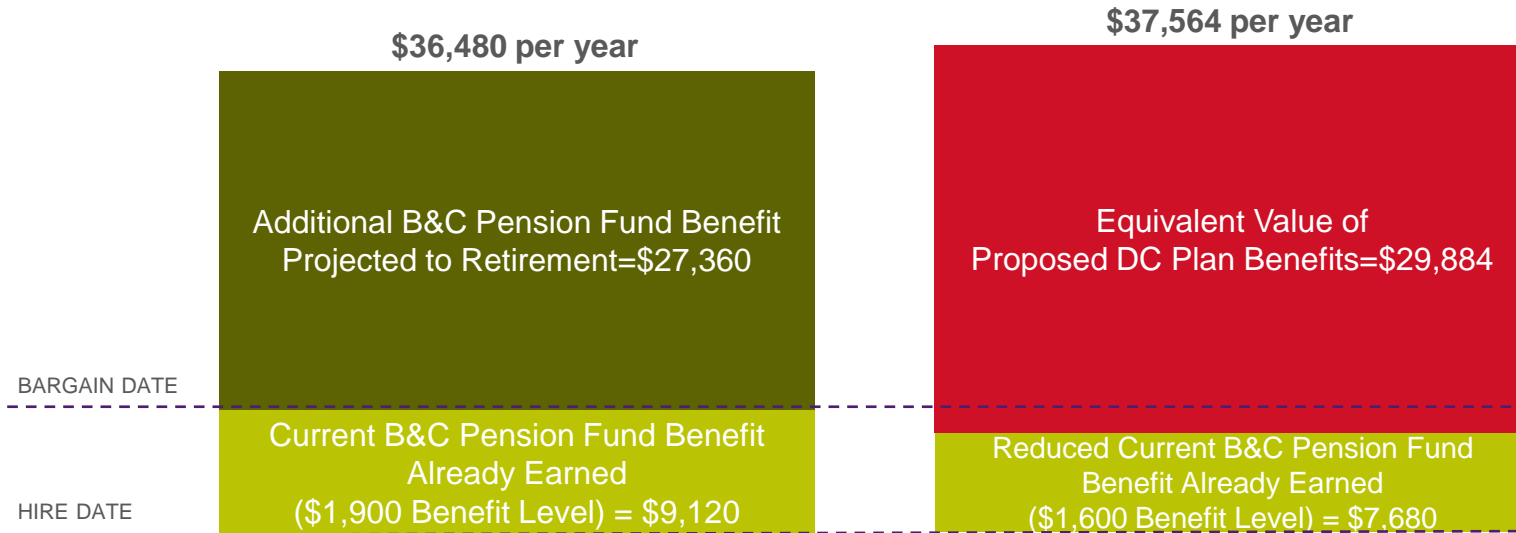 $36,480 per year
Additional B&C Pension Fund Benefit
Projected to Retirement=$27,360
Current B&C Pension Fund Benefit
Already Earned
($1,900 Benefit Level) = $9,120
$37,564 per year
Equivalent Value of
Proposed DC Plan Benefits=$29,884
Reduced Current B&C Pension Fund
Benefit Already Earned
($1,600 Benefit Level) = $7,680
BARGAIN DATE
HIRE DATE